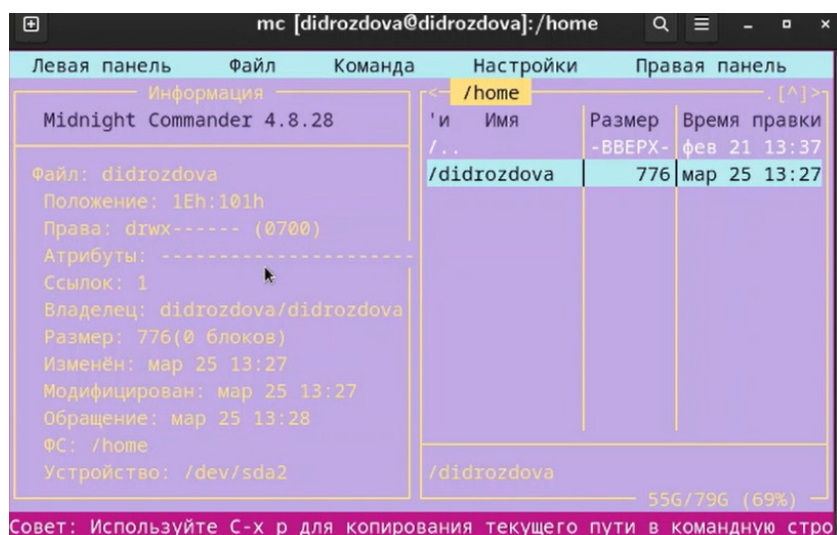 mc [didrozdova@didrozdova]:/home
Левая панель Файл Команда Настройки Правая панель
Информация
Midnight Commander 4.8.28
Файл: didrozdova
Положение: 1Eh:101h
Права: drwx------ (0700)
Атрибуты: ----------------------
Ссылок: 1
Владелец: didrozdova/didrozdova
Размер: 776(0 блоков)
Изменён: мар 25 13:27
Модифицирован: мар 25 13:27
Обращение: мар 25 13:28
ФС: /home
Устройство: /dev/sda2
<- /home .[^]>
'и Имя Размер Время правки
/.. -ВВЕРХ- фев 21 13:37
/didrozdova 776 мар 25 13:27
/didrozdova
55G/79G (69%)
Совет: Используйте C-x p для копирования текущего пути в командную стро